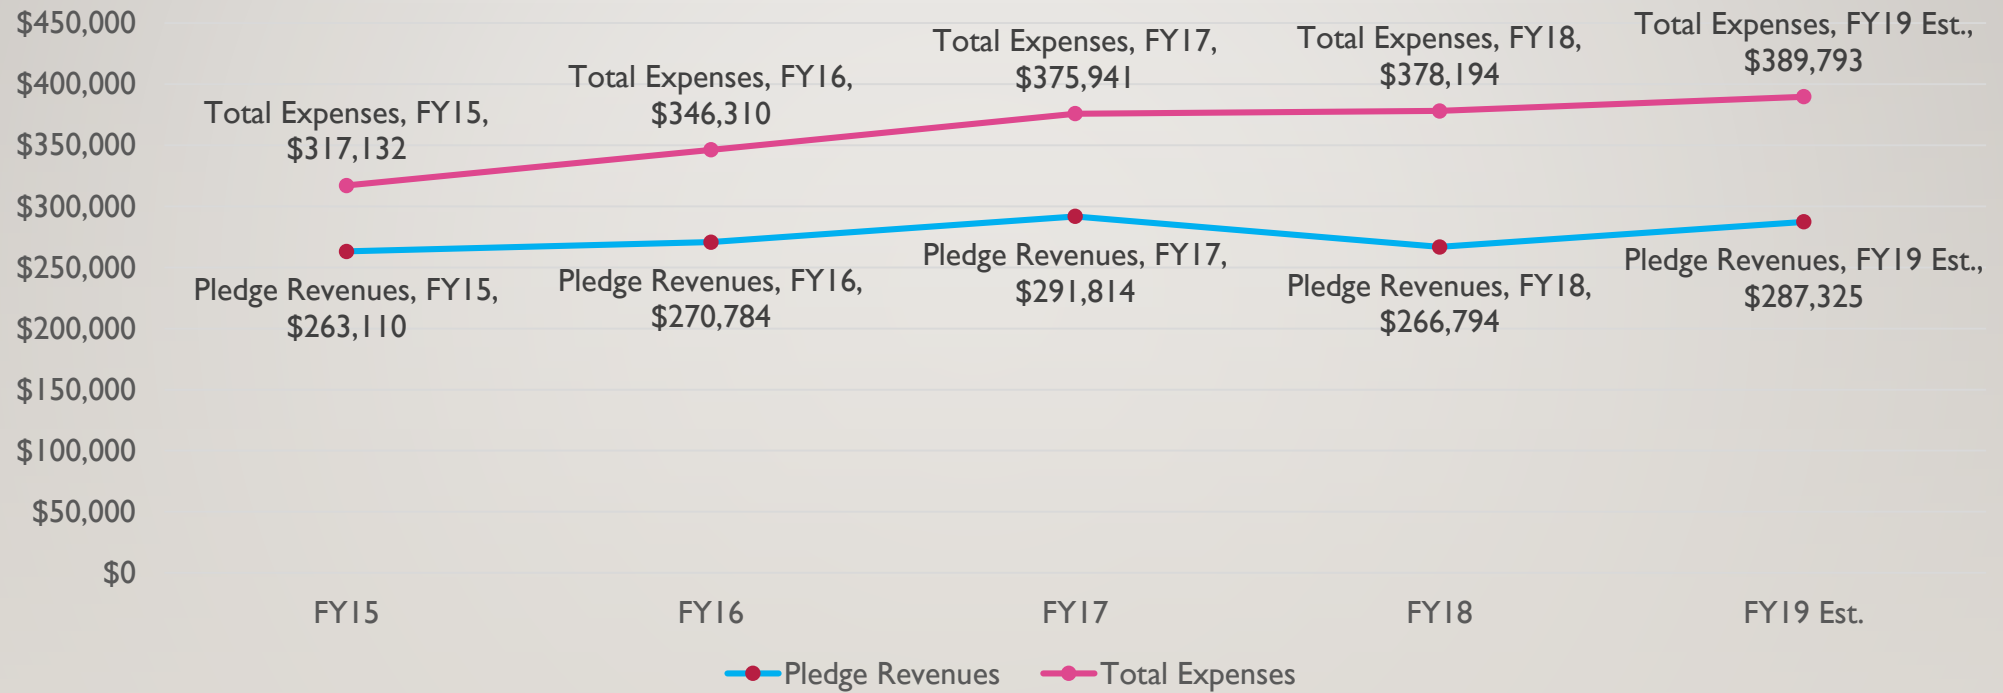 $450,000
$400,000
$350,000
$300,000
$250,000
$200,000
$150,000
$100,000
$50,000
$0
Total Expenses, FY15,
$317,132
Total Expenses, FY16,
$346,310
Total Expenses, FY17,
$375,941
Total Expenses, FY18,
$378,194
Total Expenses, FY19 Est.,
$389,793
Pledge Revenues, FY15,
$263,110
Pledge Revenues, FY16,
$270,784
Pledge Revenues, FY17,
$291,814
Pledge Revenues, FY18,
$266,794
Pledge Revenues, FY19 Est.,
$287,325
FY15
FY16
FY17
FY18
FY19 Est.
Pledge Revenues
Total Expenses